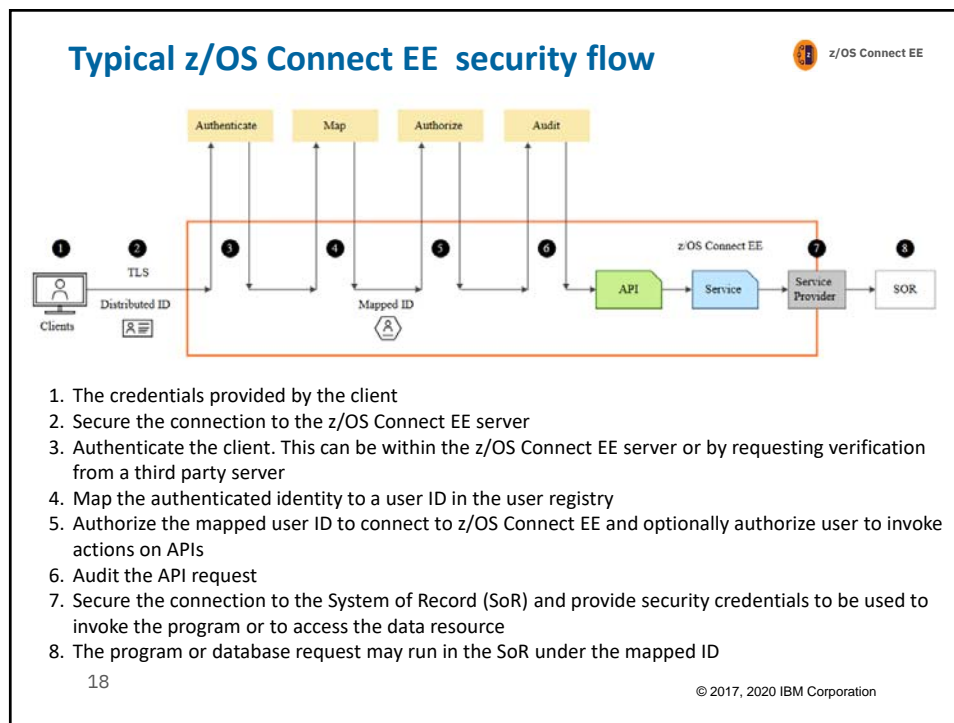 Typical z/OS Connect EE security flow
z/OS Connect EE
Authenticate
Map
Authorize
Audit
1
2
3
4
5
6
7
8
z/OS Connect EE
TLS
Distributed ID
Clients
Mapped ID
API
Service
Service
Provider
SOR
1. The credentials provided by the client
2. Secure the connection to the z/OS Connect EE server
3. Authenticate the client. This can be within the z/OS Connect EE server or by requesting verification
from a third party server
4. Map the authenticated identity to a user ID in the user registry
5. Authorize the mapped user ID to connect to z/OS Connect EE and optionally authorize user to invoke
actions on APIs
6. Audit the API request
7. Secure the connection to the System of Record (SoR) and provide security credentials to be used to
invoke the program or to access the data resource
8. The program or database request may run in the SoR under the mapped ID
18
© 2017, 2020 IBM Corporation